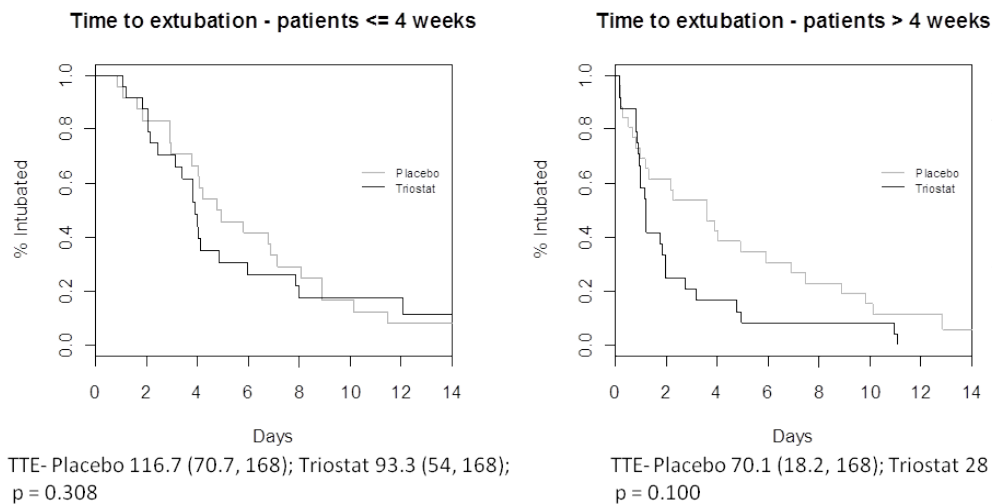 Time to extubation - patients <= 4 weeks
% Intubated
1.0
0.8
0.6
0.4
0.2
0.0
Placebo
Triostat
0 2 4 6 8 10 12 14
Days
TTE- Placebo 116.7 (70.7, 168); Triostat 93.3 (54, 168);
p = 0.308
Time to extubation - patients > 4 weeks
% Intubated
1.0
0.8
0.6
0.4
0.2
0.0
Placebo
Triostat
0 2 4 6 8 10 12 14
Days
TTE- Placebo 70.1 (18.2, 168); Triostat 28
p = 0.100